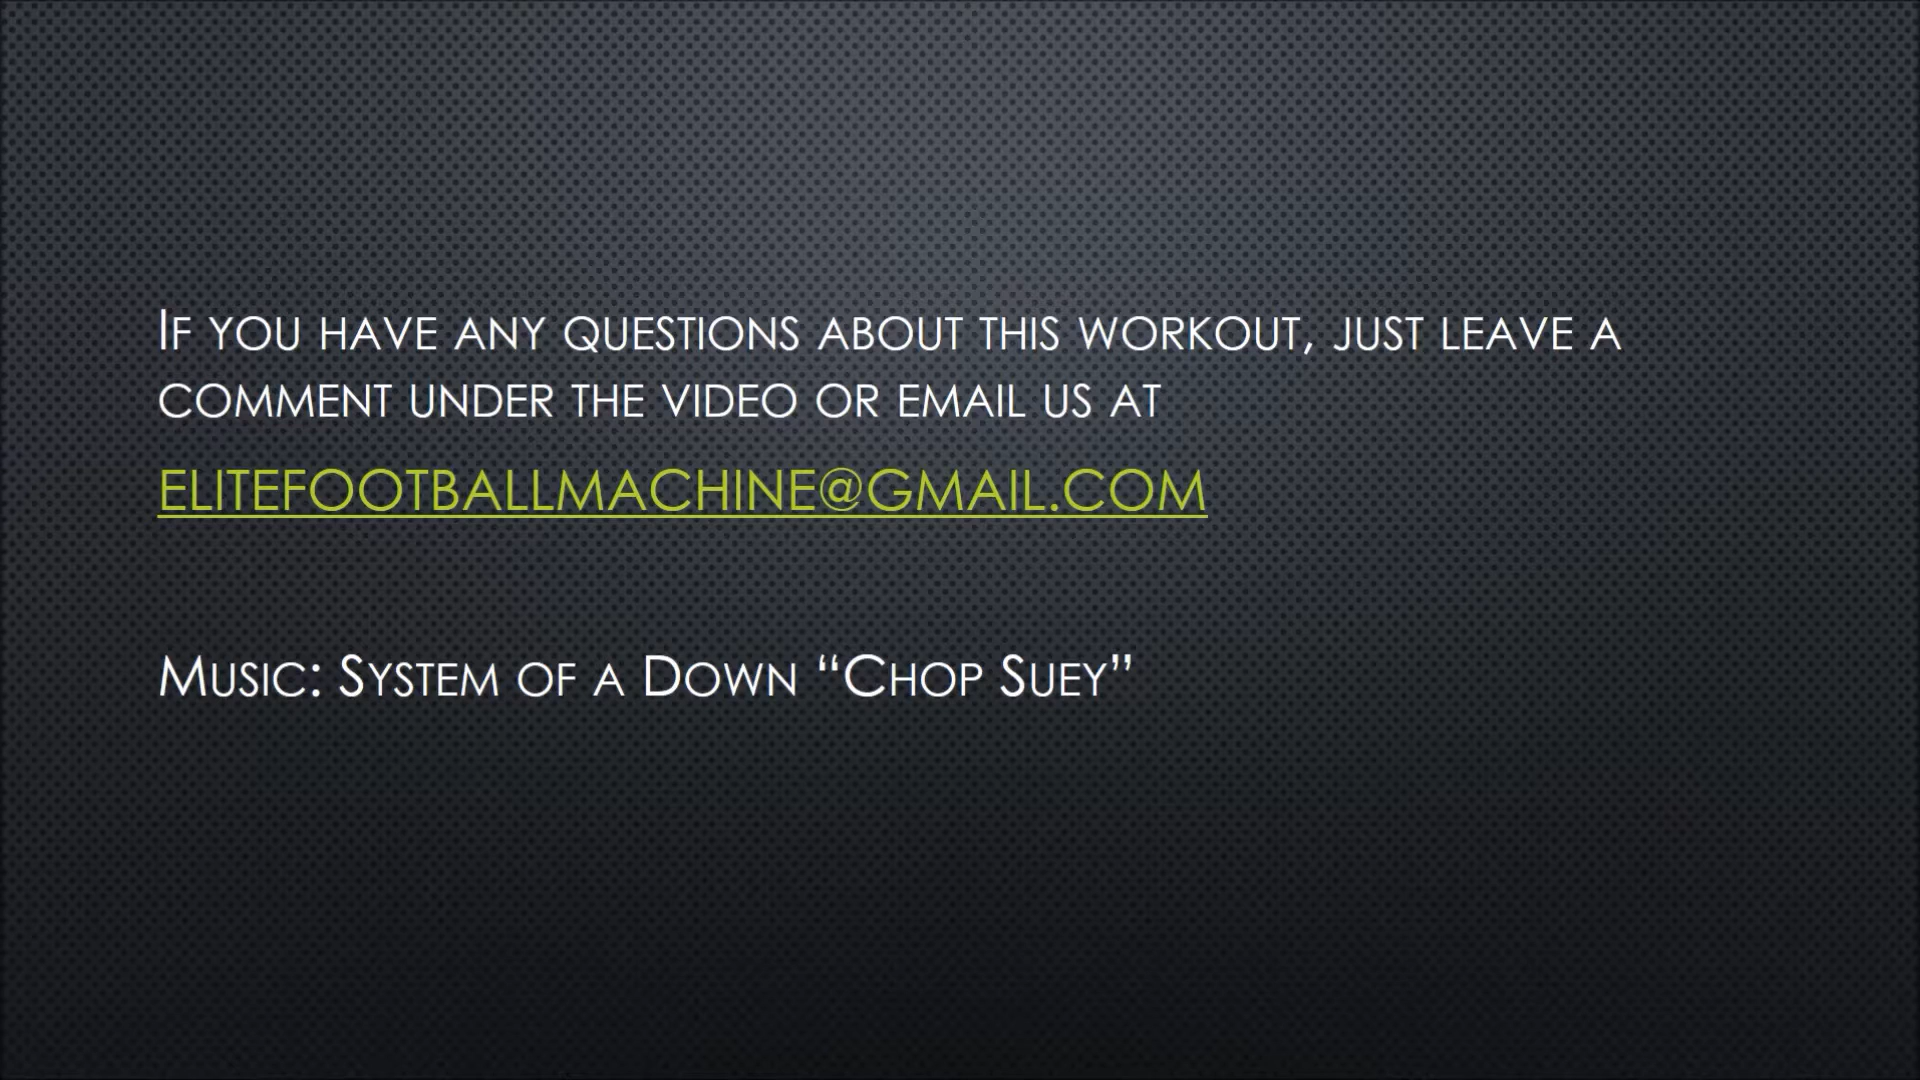 If you have any questions about this workout, just leave a
comment under the video or email us at
elitefootballmachine@gmail.com
Music: System of a Down “Chop Suey”